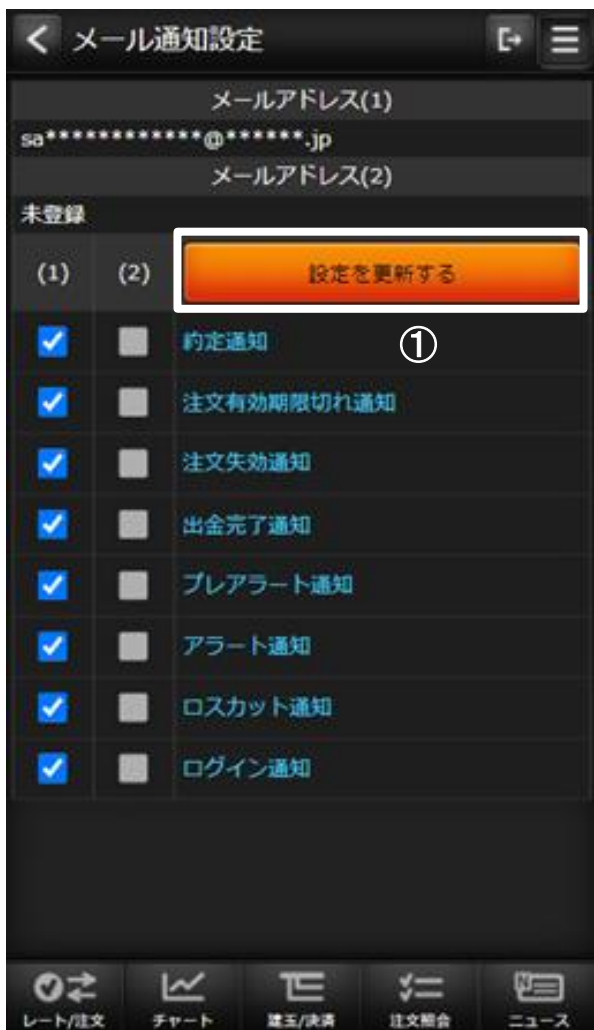 メール通知設定
メールアドレス(1)
sa************@******.jp
メールアドレス(2)
未登録
(1) (2) 設定を更新する
約定通知 ①
注文有効期限切れ通知
注文失効通知
出金完了通知
プレアラート通知
アラート通知
ロスカット通知
ログイン通知
レート/注文 チャート 建玉/決済 注文照会 ニュース